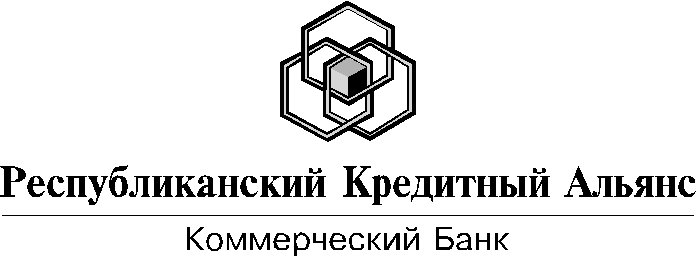 Республиканский Кредитный Альянс
Коммерческий Банк